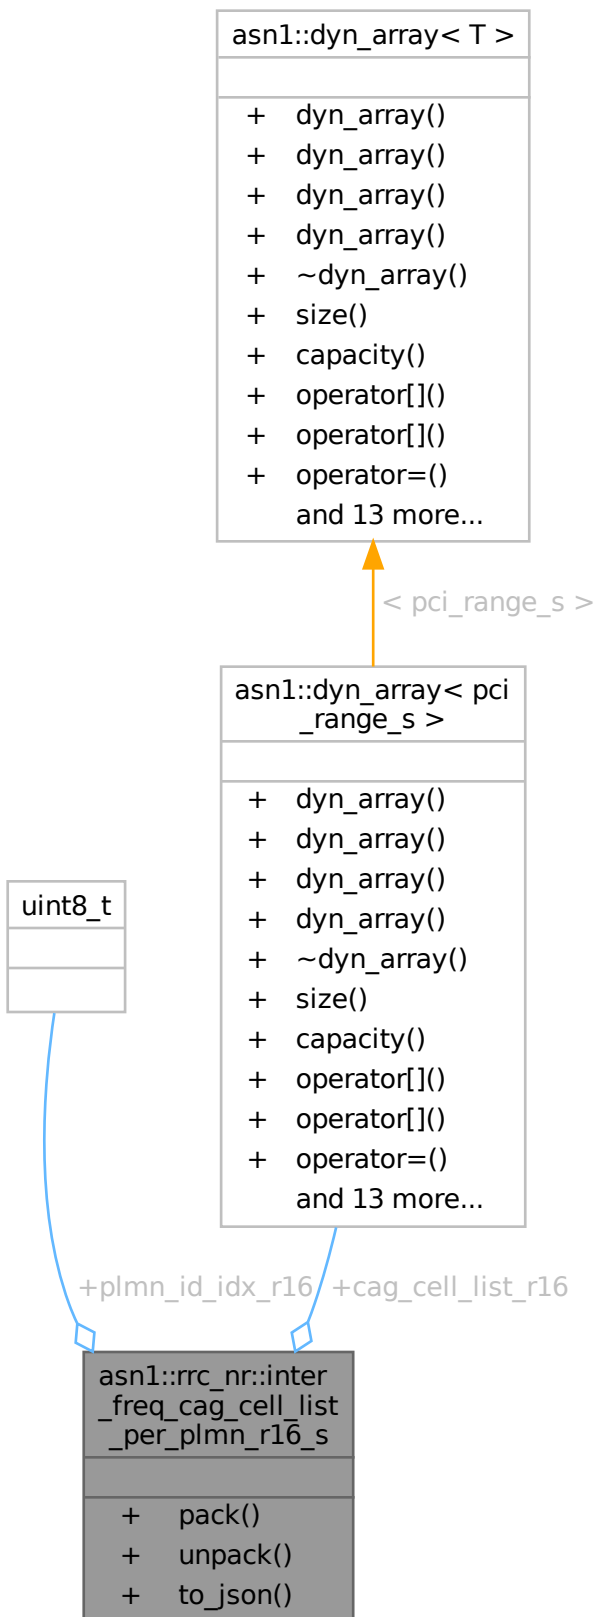 asn1::dyn_array< T >
+ dyn_array()
+ dyn_array()
+ dyn_array()
+ dyn_array()
+ ~dyn_array()
+ size()
+ capacity()
+ operator[]()
+ operator[]()
+ operator=()
and 13 more...
< pci_range_s >
asn1::dyn_array< pci
_range_s >
+ dyn_array()
+ dyn_array()
+ dyn_array()
+ dyn_array()
+ ~dyn_array()
+ size()
+ capacity()
+ operator[]()
+ operator[]()
+ operator=()
and 13 more...
uint8_t
+plmn_id_idx_r16
+cag_cell_list_r16
asn1::rrc_nr::inter
_freq_cag_cell_list
_per_plmn_r16_s
+ pack()
+ unpack()
+ to_json()